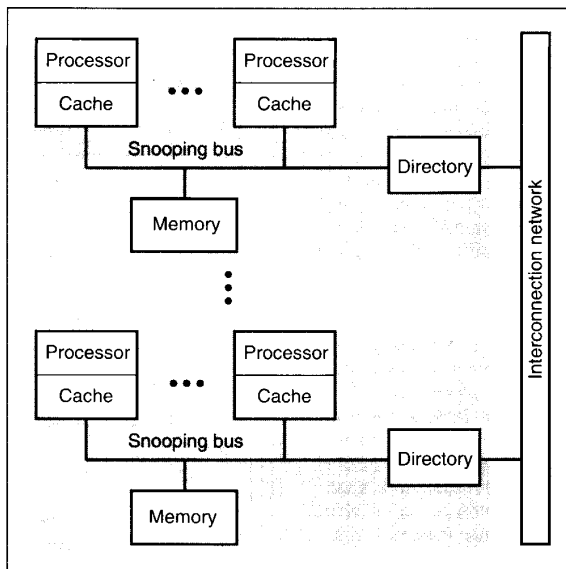 Processor
Processor
Cache
Cache
Snooping bus
Directory
Memory
Interconnection network
Processor
Processor
Cache
Cache
Snooping bus
Directory
Memory